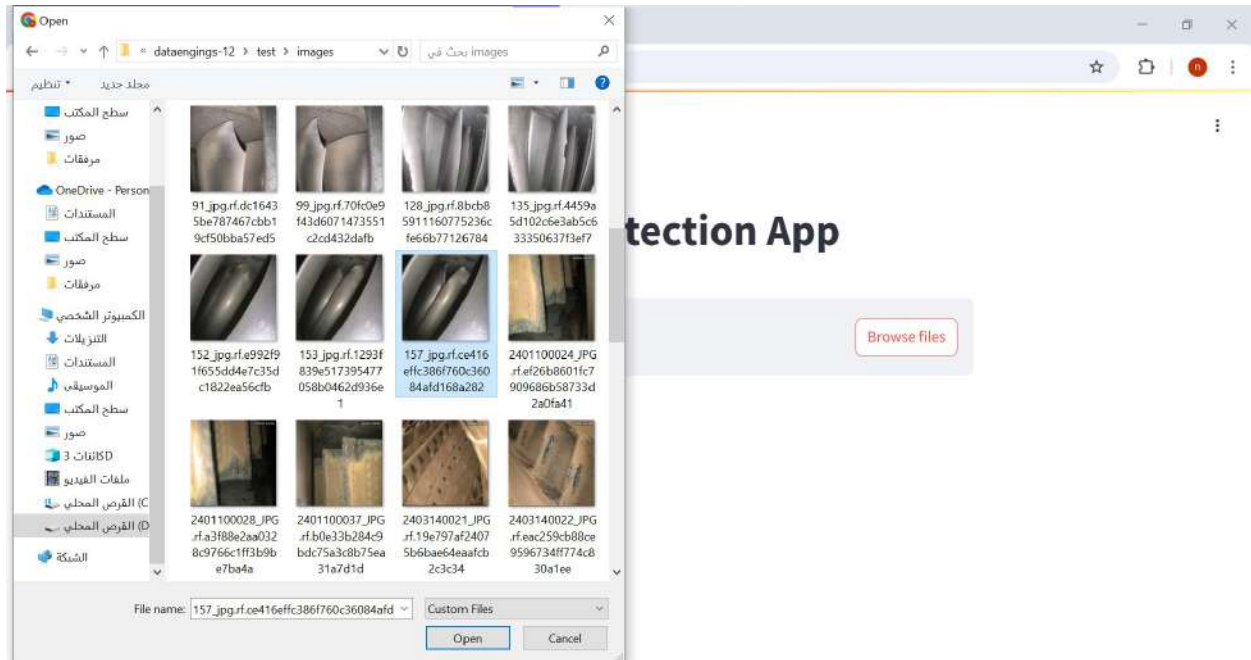 Open
« dataengings-12 > test > images
بحث في images
تنظيم
مجلد جديد
سطح المكتب
صور
مرفقات
OneDrive - Person
المستندات
سطح المكتب
صور
مرفقات
الكمبيوتر الشخصي
التنزيلات
المستندات
الموسيقى
سطح المكتب
صور
كائنات 3D
ملفات الفيديو
القرص المحلي (C
القرص المحلي (D
الشبكة
91_jpg.rf.dc1643
5be787467cbb1
9cf50bba57ed5
99_jpg.rf.70fc0e9
f43d6071473551
c2cd432dafb
128_jpg.rf.8bcb8
5911160775236c
fe66b77126784
135_jpg.rf.4459a
5d102c6e3ab5c6
33350637f3ef7
152_jpg.rf.e992f9
1f655dd4e7c35d
c1822ea56cfb
153_jpg.rf.1293f
839e517395477
058b0462d936e
1
157_jpg.rf.ce416
effc386f760c360
84afd168a282
2401100024_JPG
.rf.ef26b8601fc7
909686b58733d
2a0fa41
2401100028_JPG
.rf.a3f88e2aa032
8c9766c1ff3b9b
e7ba4a
2401100037_JPG
.rf.b0e33b284c9
bdc75a3c8b75ea
31a7d1d
2403140021_JPG
.rf.19e797af2407
5b6bae64eaafcb
2c3c34
2403140022_JPG
.rf.eac259cb88ce
9596734ff774c8
30a1ee
File name: 157_jpg.rf.ce416effc386f760c36084afd
Custom Files
Open
Cancel
n
tection App
Browse files